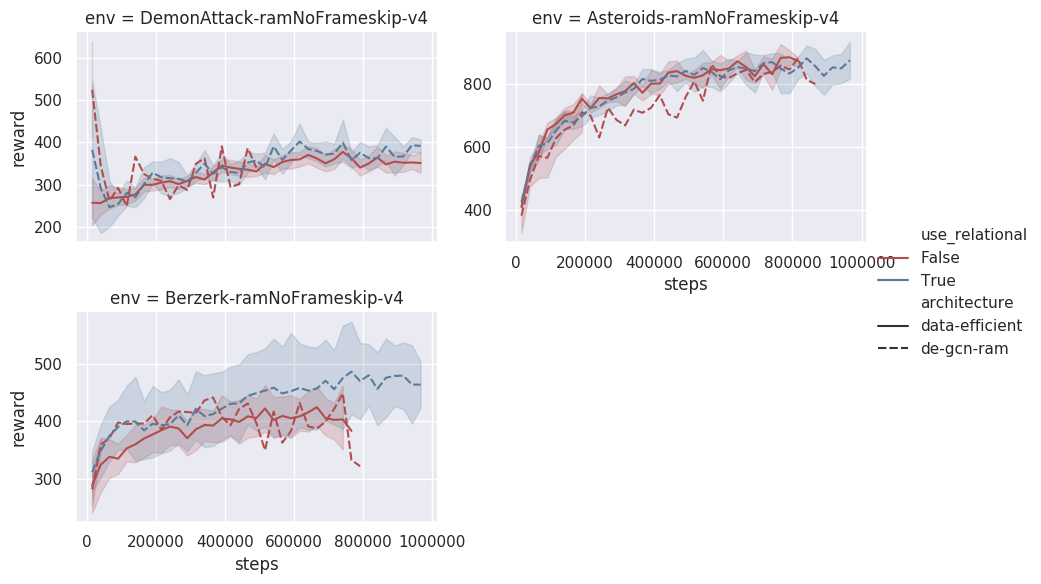 env = DemonAttack-ramNoFrameskip-v4
600
500
400
300
200
reward
env = Asteroids-ramNoFrameskip-v4
800
600
400
0 200000 400000 600000 800000 1000000
steps
use_relational
False
True
architecture
data-efficient
de-gcn-ram
env = Berzerk-ramNoFrameskip-v4
500
400
300
reward
0 200000 400000 600000 800000 1000000
steps